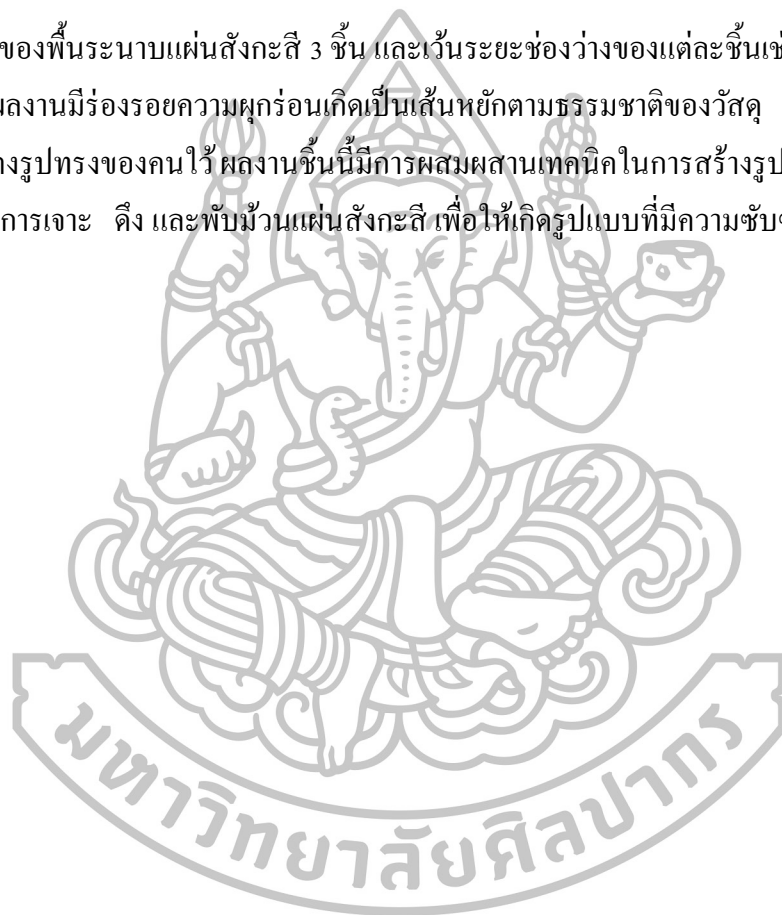 ของพื้นระนาบแผ่นสังกะสี 3 ชิ้น และเว้นระยะช่องว่างของแต่ละชิ้น
ผลงานมีร่องรอยความผุกร่อนเกิดเป็นเส้นหยักตามธรรมชาติของวัสดุ
รูปทรงของคนไว้ ผลงานชิ้นนี้มีการผสมผสานเทคนิคในการสร้างรูป
การเจาะ ดึง และพับม้วนแผ่นสังกะสี เพื่อให้เกิดรูปแบบที่มีความ
มหาวิทยาลัยศิลปากร